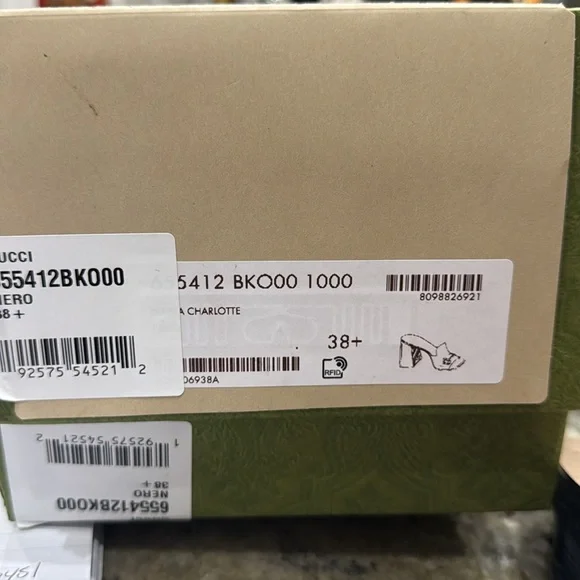 UCCI
655412BKO00
NERO
38+
92575 54521 2
5412 BKO00 1000
8098826921
A CHARLOTTE
38+
RFID
06938A
1 92575 54521 2
38+
NERO
655412BKO00